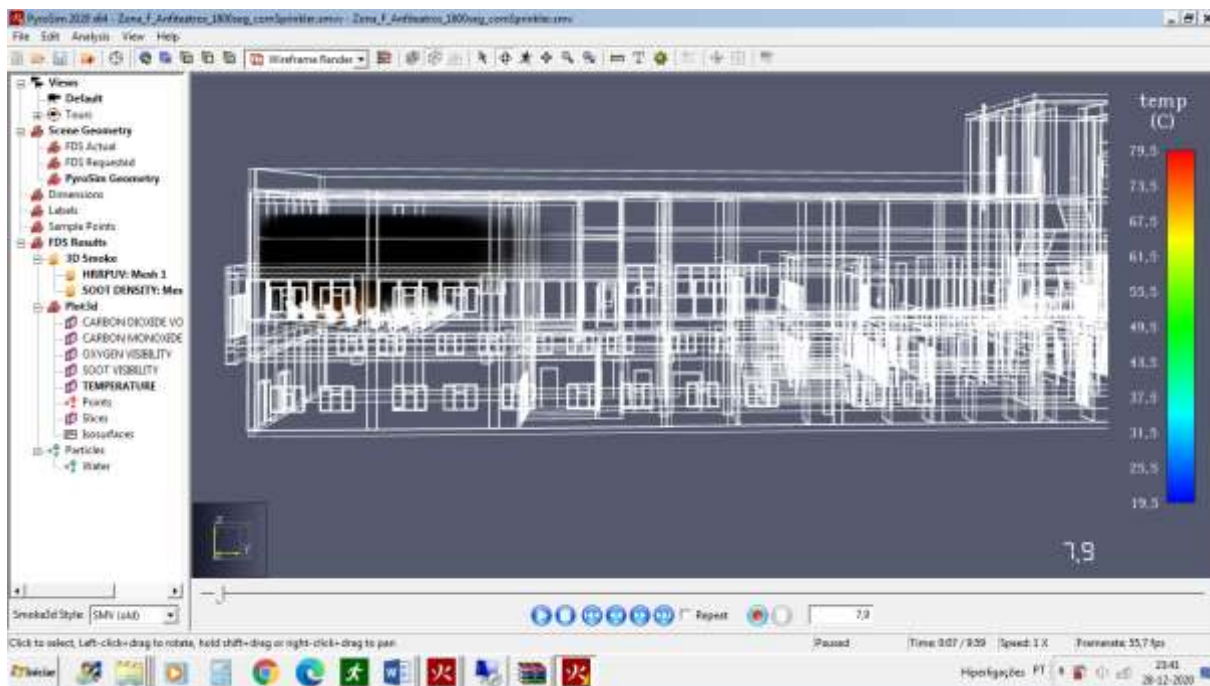 PyroSim 2020 x64 - Zona_F_Anfiteatros_1800seg_comSprinkler.smvv - Zona_F_Anfiteatros_1800seg_comSprinkler.smv
File Edit Analysis View Help
Wireframe Render
Views
Default
Tours
Scene Geometry
FDS Actual
FDS Requested
PyroSim Geometry
Dimensions
Labels
Sample Points
FDS Results
3D Smoke
HRRPUV: Mesh 1
SOOT DENSITY: Mes
Plot3d
CARBON DIOXIDE VO
CARBON MONOXIDE
OXYGEN VISIBILITY
SOOT VISIBILITY
TEMPERATURE
Points
Slices
Isosurfaces
Particles
Water
temp
(C)
79,5
73,5
67,5
61,5
55,5
49,5
43,5
37,5
31,5
25,5
19,5
7,9
Z
Y
Smoke3d Style: SMV (old)
Repeat
7,9
Click to select, Left-click+drag to rotate, hold shift+drag or right-click+drag to pan
Paused
Speed: 1 X
Framerate: 55,7 fps
Iniciar
Hiperligações
PT
23:41
28-12-2020